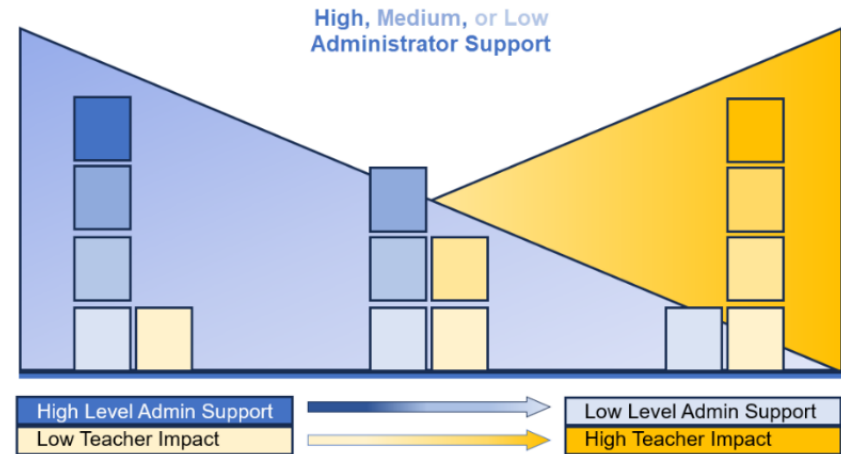 High, Medium, or Low
Administrator Support
High Level Admin Support
Low Level Admin Support
Low Teacher Impact
High Teacher Impact